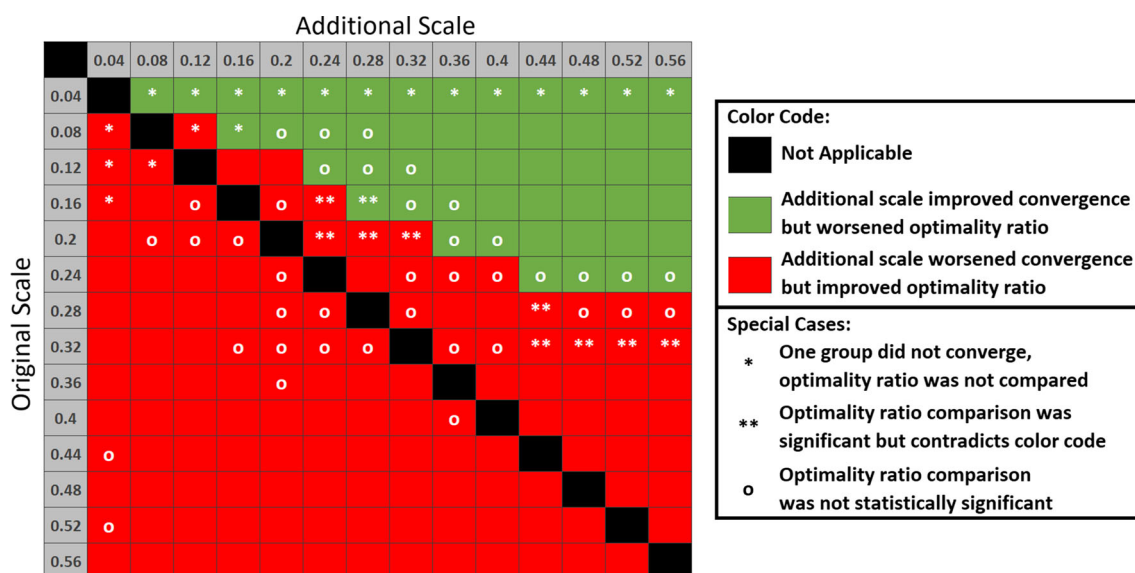 Additional Scale
0.04 0.08 0.12 0.16 0.2 0.24 0.28 0.32 0.36 0.4 0.44 0.48 0.52 0.56
Original Scale
0.04 * * * * * * * * * * * * *
0.08 * * * o o o
0.12 * * o o o
0.16 * o o ** ** o o
0.2 o o o ** ** ** o o
0.24 o o o o o o o o
0.28 o o o ** o o o
0.32 o o o o o o ** ** ** **
0.36 o
0.4 o
0.44 o
0.48
0.52 o
0.56
Color Code:
Not Applicable
Additional scale improved convergence
but worsened optimality ratio
Additional scale worsened convergence
but improved optimality ratio
Special Cases:
* One group did not converge,
optimality ratio was not compared
** Optimality ratio comparison was
significant but contradicts color code
o Optimality ratio comparison
was not statistically significant